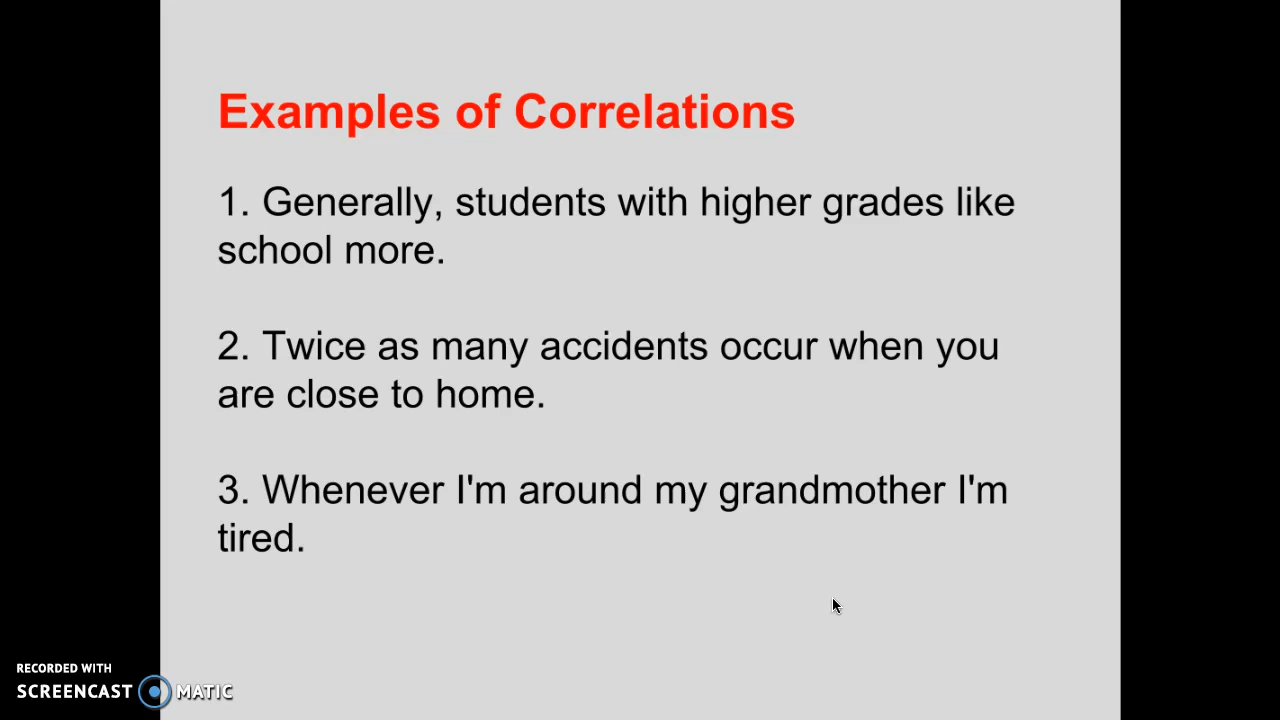 Examples of Correlations
1. Generally, students with higher grades like
school more.
2. Twice as many accidents occur when you
are close to home.
3. Whenever I'm around my grandmother I'm
tired.
RECORDED WITH
SCREENCAST MATIC